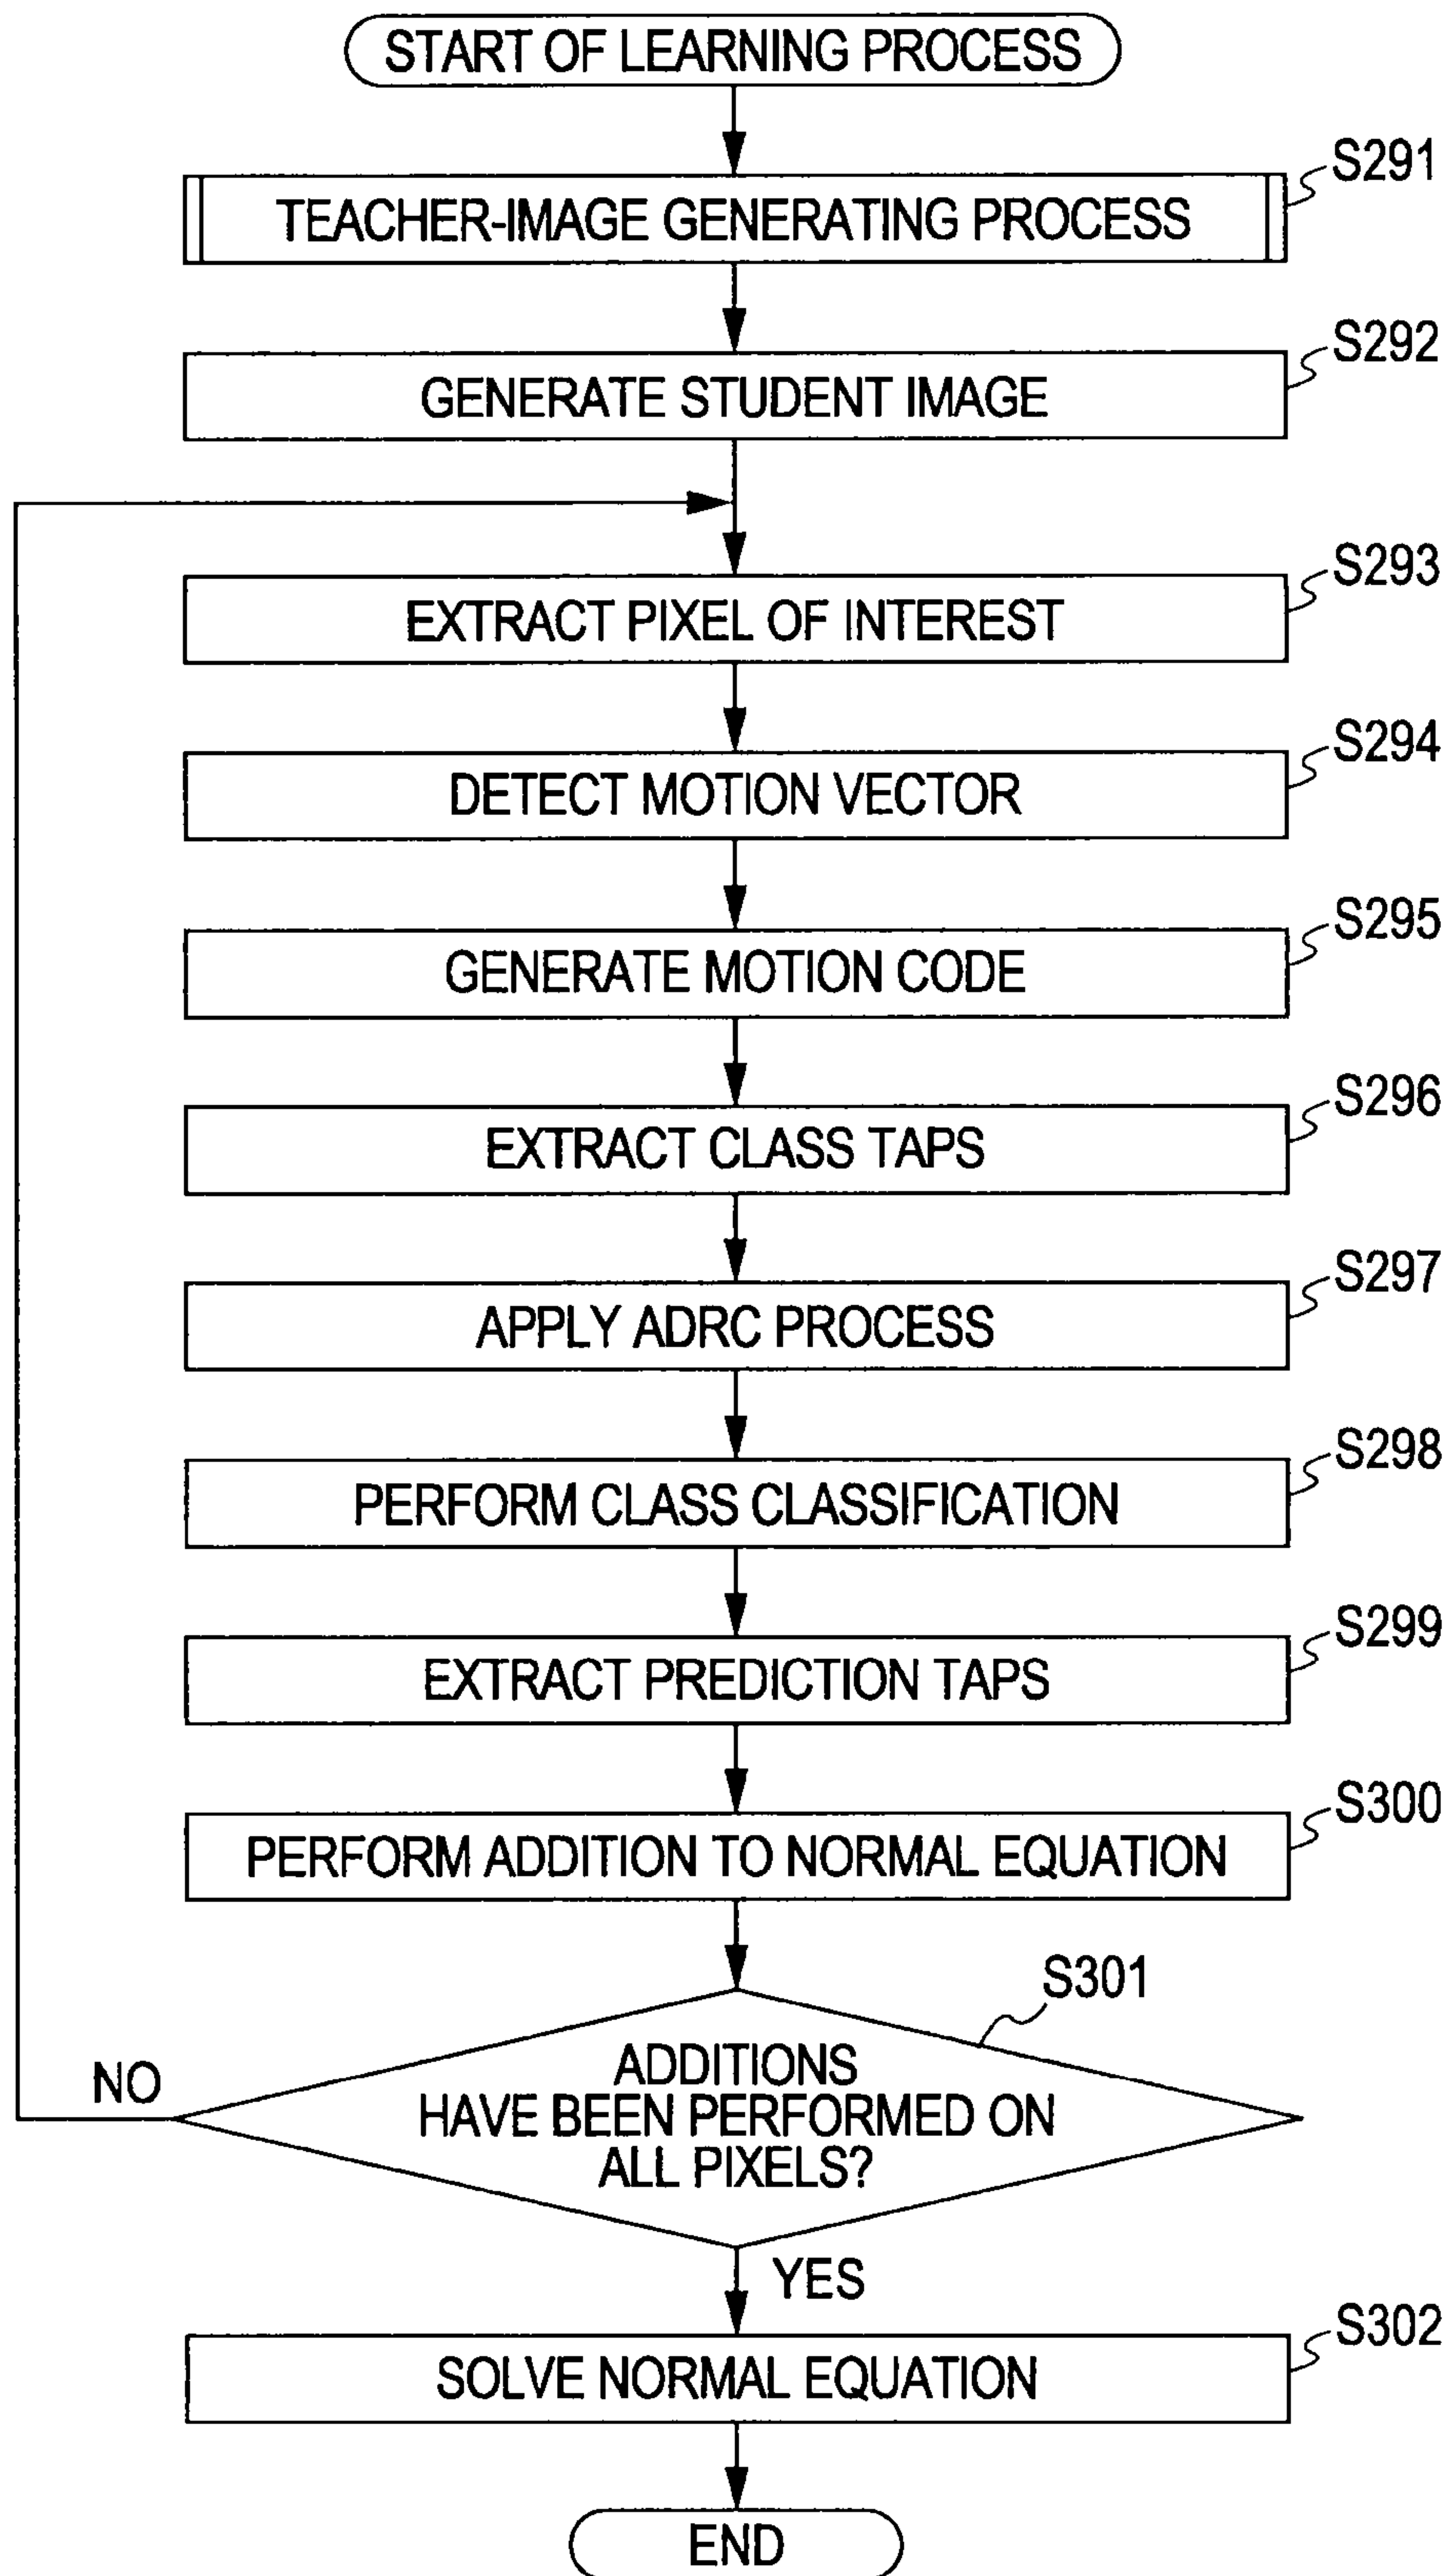 START OF LEARNING PROCESS
S291
TEACHER-IMAGE GENERATING PROCESS
S292
GENERATE STUDENT IMAGE
S293
EXTRACT PIXEL OF INTEREST
S294
DETECT MOTION VECTOR
S295
GENERATE MOTION CODE
S296
EXTRACT CLASS TAPS
S297
APPLY ADRC PROCESS
S298
PERFORM CLASS CLASSIFICATION
S299
EXTRACT PREDICTION TAPS
S300
PERFORM ADDITION TO NORMAL EQUATION
S301
ADDITIONS
HAVE BEEN PERFORMED ON
ALL PIXELS?
NO
YES
S302
SOLVE NORMAL EQUATION
END